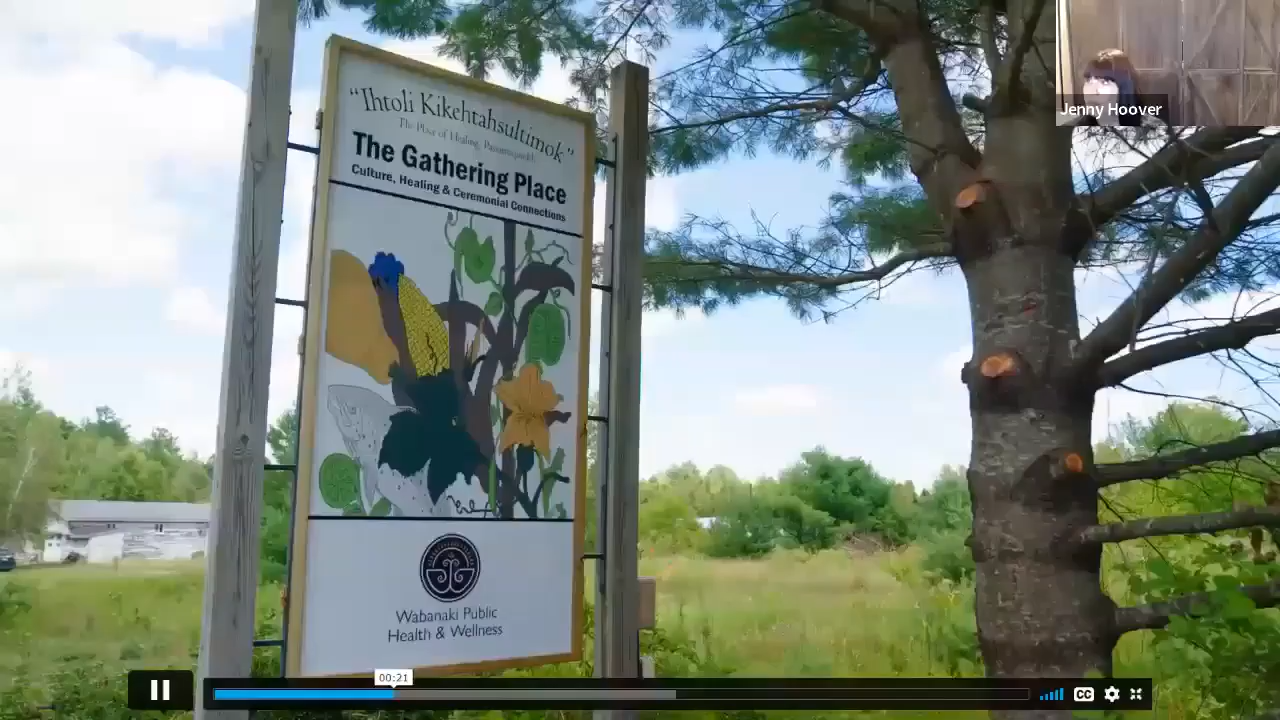 Jenny Hoover
“Ihtoli Kikehtahsultimok”
The Place of Healing, Passamaquoddy
The Gathering Place
Culture, Healing & Ceremonial Connections
Wabanaki Public
Health & Wellness
00:21
CC